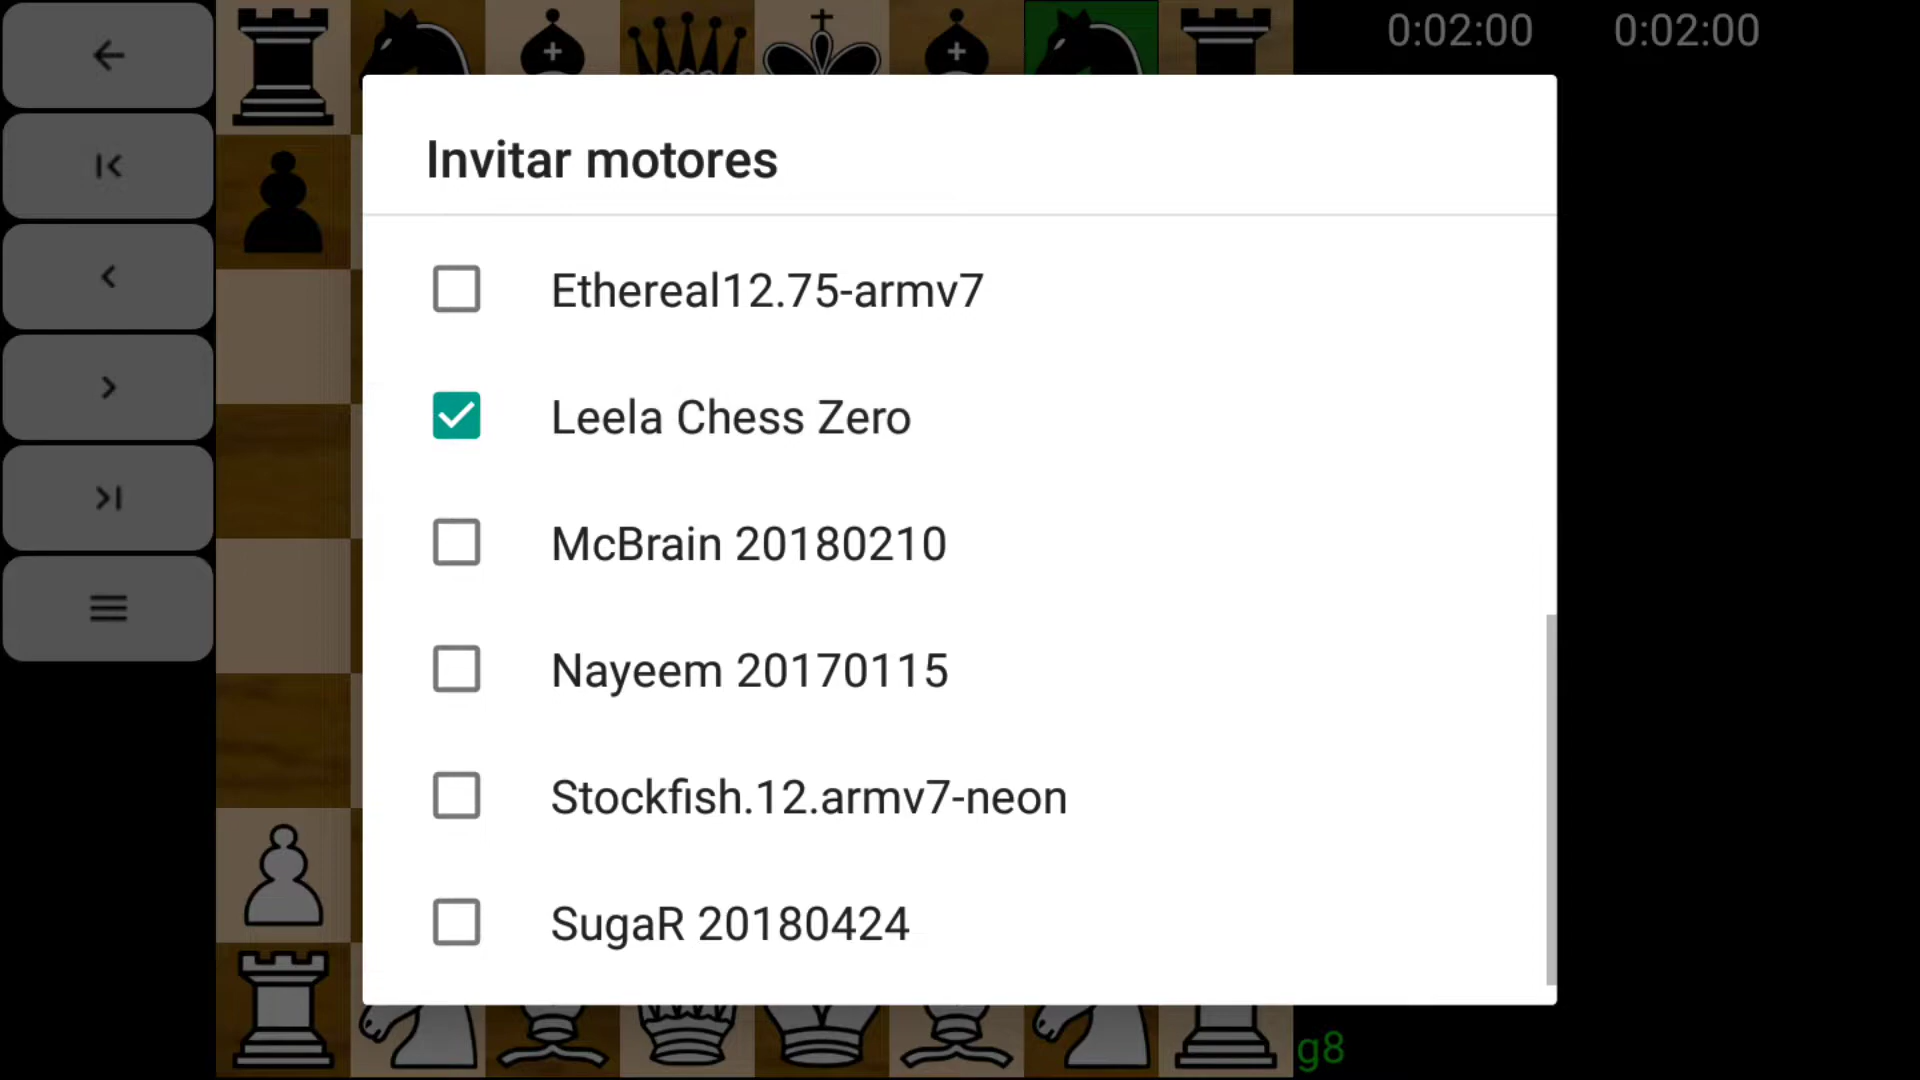 0:02:00 0:02:00
Invitar motores
Ethereal12.75-armv7
Leela Chess Zero
McBrain 20180210
Nayeem 20170115
Stockfish.12.armv7-neon
SugaR 20180424
g8